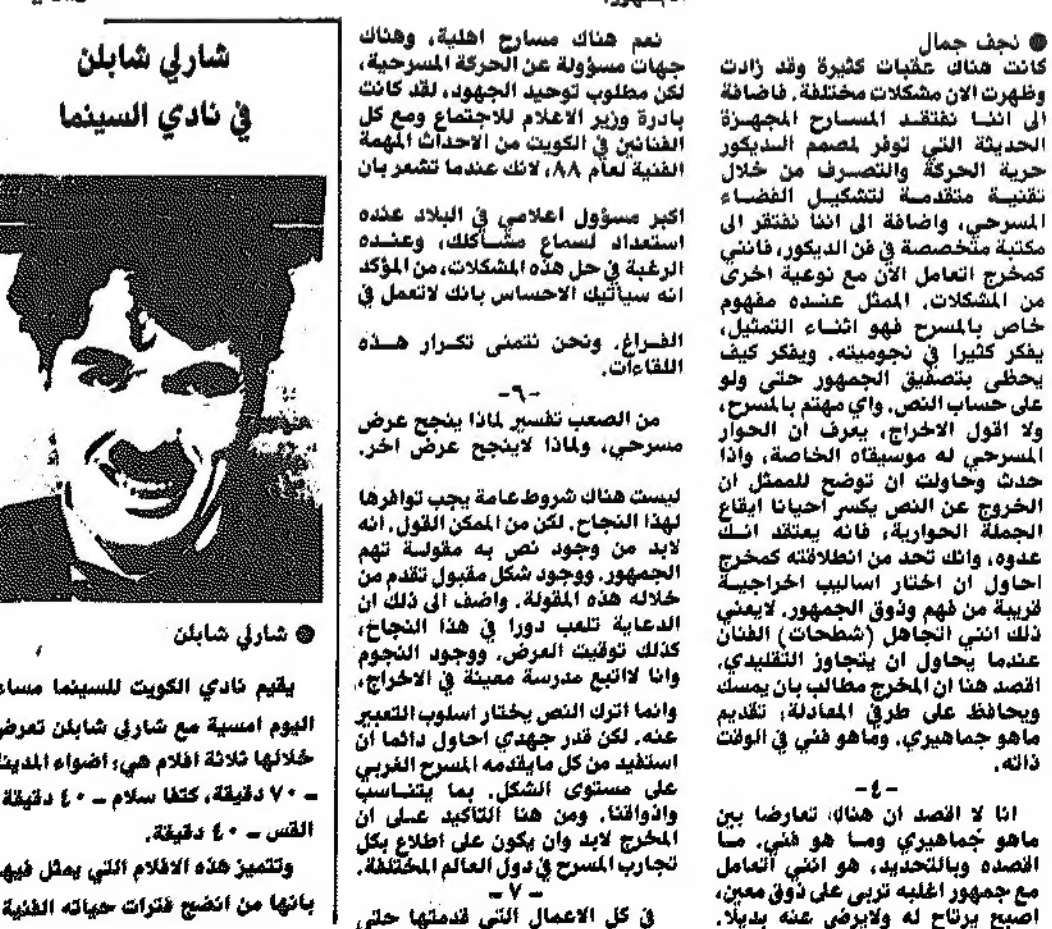 ● نجف جمال
كانت هناك عقبات كثيرة وقد زادت
وظهرت الان مشكلات مختلفة. فاضافة
الى اننا نفتقد المسارح المجهزة
الحديثة التي توفر لمصمم الديكور
حرية الحركة والتصرف من خلال
تقنية متقدمة لتشكيل الفضاء
المسرحي، واضافة الى اننا نفتقر الى
مكتبة متخصصة في فن الديكور، فانني
كمخرج اتعامل الآن مع نوعية اخرى
من المشكلات. الممثل عنده مفهوم
خاص بالمسرح فهو اثناء التمثيل،
يفكر كثيرا في نجوميته. ويفكر كيف
يحظى بتصفيق الجمهور حتى ولو
على حساب النص. واي مهتم بالمسرح،
ولا اقول الاخراج، يعرف ان الحوار
المسرحي له موسيقاه الخاصة، واذا
حدث وحاولت ان توضح للممثل ان
الخروج عن النص يكسر احيانا ايقاع
الجملة الحوارية، فانه يعتقد انك
عدوه، وانك تحد من انطلاقته كمخرج
احاول ان اختار اساليب اخراجية
قريبة من فهم وذوق الجمهور. لايعني
ذلك انني اتجاهل (شطحات) الفنان
عندما يحاول ان يتجاوز التقليدي.
اقصد هنا ان المخرج مطالب بان يمسك
ويحافظ على طرفي المعادلة، تقديم
ماهو جماهيري. وماهو فني في الوقت
ذاته.
-٤-
انا لا اقصد ان هناك تعارضا بين
ماهو جماهيري وما هو فني. ما
اقصده وبالتحديد، هو انني اتعامل
مع جمهور اغلبه تربى على ذوق معين،
اصبح يرتاح له ولايرضى عنه بديلا.
نعم هناك مسارح اهلية، وهناك
جهات مسؤولة عن الحركة المسرحية،
لكن مطلوب توحيد الجهود، لقد كانت
بادرة وزير الاعلام للاجتماع ومع كل
الفنانين في الكويت من الاحداث المهمة
الفنية لعام ٨٨، لانك عندما تشعر بان
اكبر مسؤول اعلامي في البلاد عنده
استعداد لسماع مشاكلك، وعنده
الرغبة في حل هذه المشكلات، من المؤكد
انه سيأتيك الاحساس بانك لاتعمل في
الفراغ. ونحن نتمنى تكرار هذه
اللقاءات.
-٦-
من الصعب تفسير لماذا ينجح عرض
مسرحي، ولماذا لاينجح عرض اخر.
ليست هناك شروط عامة يجب توافرها
لهذا النجاح. لكن من الممكن القول، انه
لابد من وجود نص به مقولة تهم
الجمهور. ووجود شكل مقبول تقدم من
خلاله هذه المقولة. واضف الى ذلك ان
الدعاية تلعب دورا في هذا النجاح،
كذلك توقيت العرض. ووجود النجوم
وانا لااتبع مدرسة معينة في الاخراج،
وانما اترك النص يختار اسلوب التعبير
عنه. لكن قدر جهدي احاول دائما ان
استفيد من كل مايقدمه المسرح الغربي
على مستوى الشكل. بما يتناسب
واذواقنا. ومن هنا التأكيد على ان
المخرج لابد وان يكون على اطلاع بكل
تجارب المسرح في دول العالم المختلفة.
- ٧ -
في كل الاعمال التي قدمتها حتى
شارلي شابلن
في نادي السينما
● شارلي شابلن
يقيم نادي الكويت للسينما مساء
اليوم امسية مع شارلي شابلن تعرض
خلالها ثلاثة افلام هي: اضواء المدينة
ـ ٧٠ دقيقة، كتفا سلام ـ ٤٠ دقيقة
القس ـ ٤٠ دقيقة.
وتتميز هذه الافلام التي يمثل فيها
بانها من انضج فترات حياته الفنية